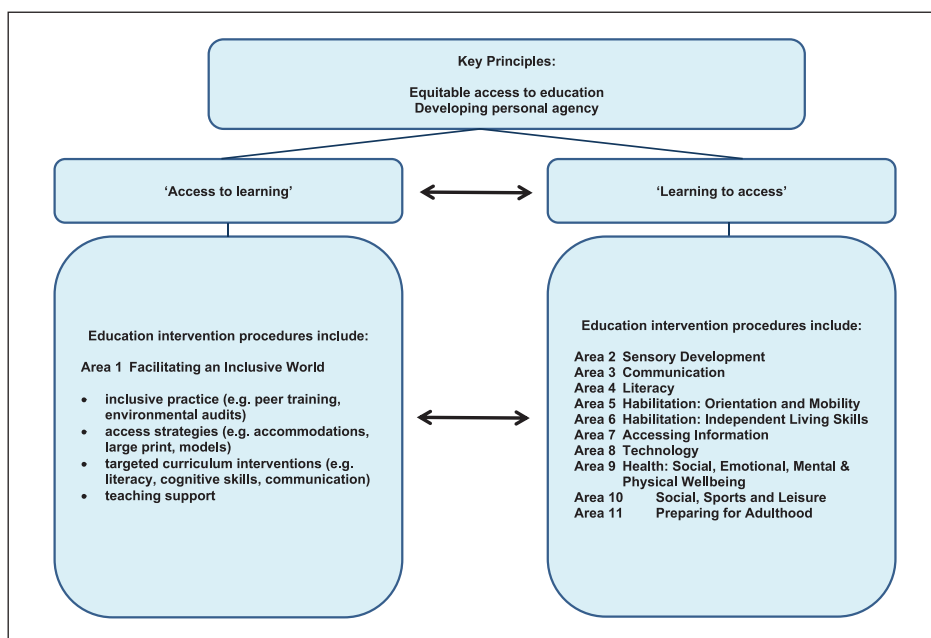 Key Principles:
Equitable access to education
Developing personal agency
‘Access to learning’
‘Learning to access’
Education intervention procedures include:
Area 1 Facilitating an Inclusive World
• inclusive practice (e.g. peer training,
environmental audits)
• access strategies (e.g. accommodations,
large print, models)
• targeted curriculum interventions (e.g.
literacy, cognitive skills, communication)
• teaching support
Education intervention procedures include:
Area 2 Sensory Development
Area 3 Communication
Area 4 Literacy
Area 5 Habilitation: Orientation and Mobility
Area 6 Habilitation: Independent Living Skills
Area 7 Accessing Information
Area 8 Technology
Area 9 Health: Social, Emotional, Mental &
Physical Wellbeing
Area 10 Social, Sports and Leisure
Area 11 Preparing for Adulthood